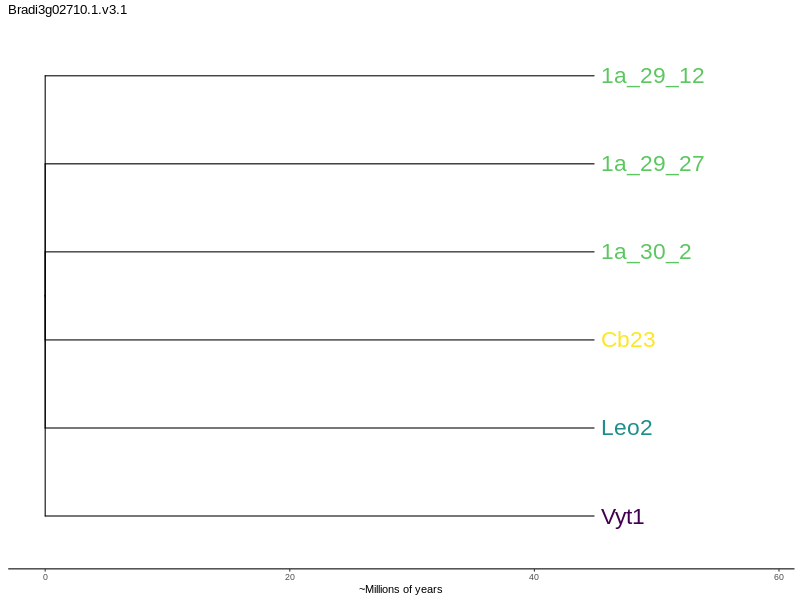 Bradi3g02710.1.v3.1
1a_29_12
1a_29_27
1a_30_2
Cb23
Leo2
Vyt1
0 20 40 60
~Millions of years